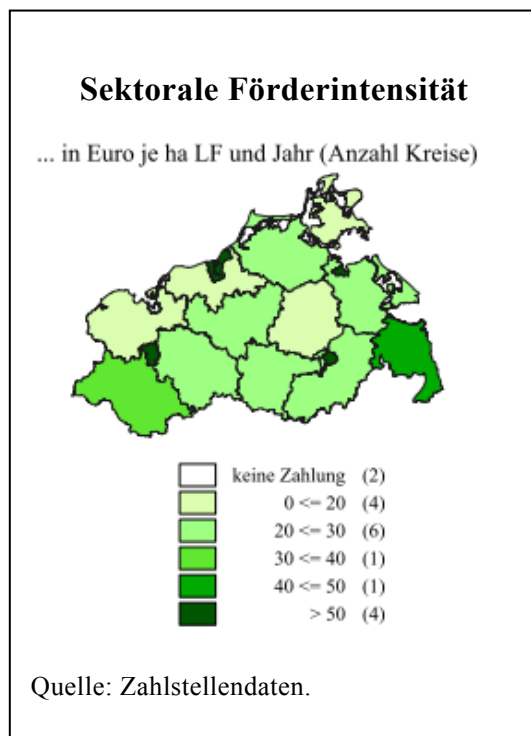 Sektorale Förderintensität
... in Euro je ha LF und Jahr (Anzahl Kreise)
keine Zahlung (2)
0 <= 20 (4)
20 <= 30 (6)
30 <= 40 (1)
40 <= 50 (1)
> 50 (4)
Quelle: Zahlstellendaten.